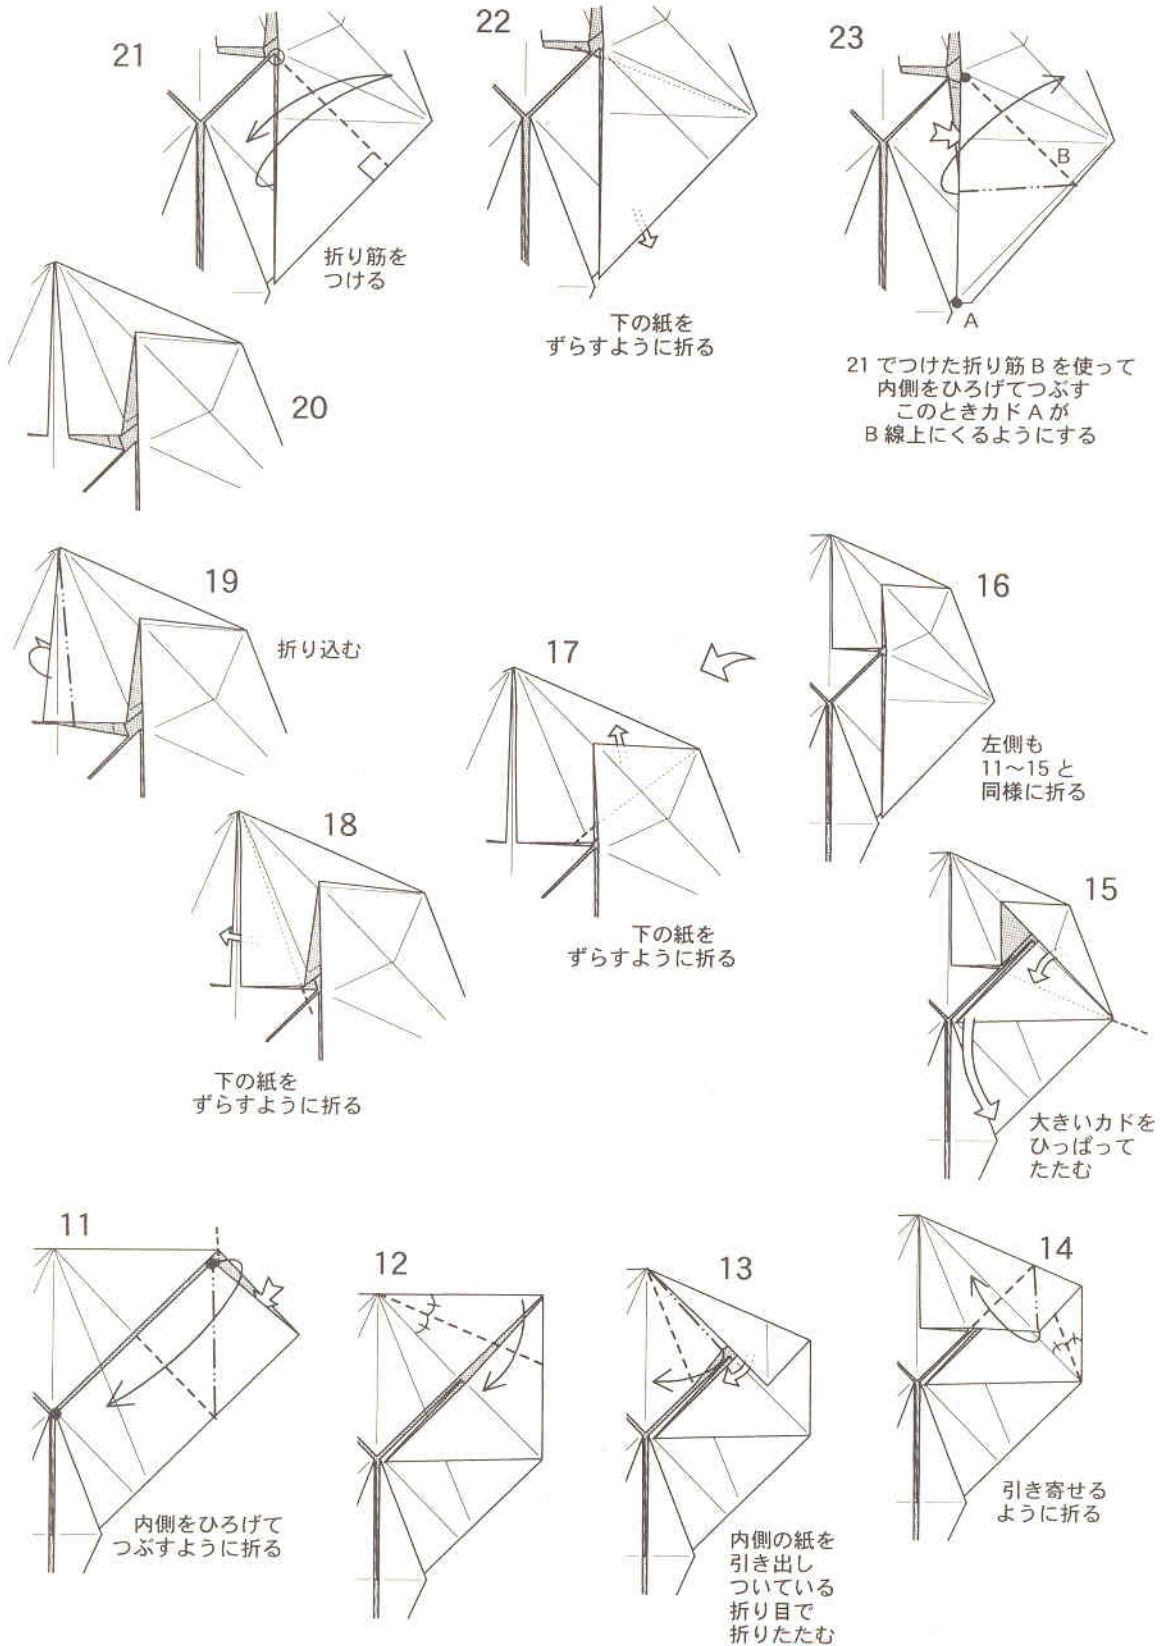 21
折り筋を
つける
22
下の紙を
ずらすように折る
23
B
A
21 でつけた折り筋 B を使って
内側をひろげてつぶす
このときカド A が
B 線上にくるようにする
20
19
折り込む
18
下の紙を
ずらすように折る
17
下の紙を
ずらすように折る
16
左側も
11〜15 と
同様に折る
15
大きいカドを
ひっぱって
たたむ
11
内側をひろげて
つぶすように折る
12
13
内側の紙を
引き出し
ついている
折り目で
折りたたむ
14
引き寄せる
ように折る